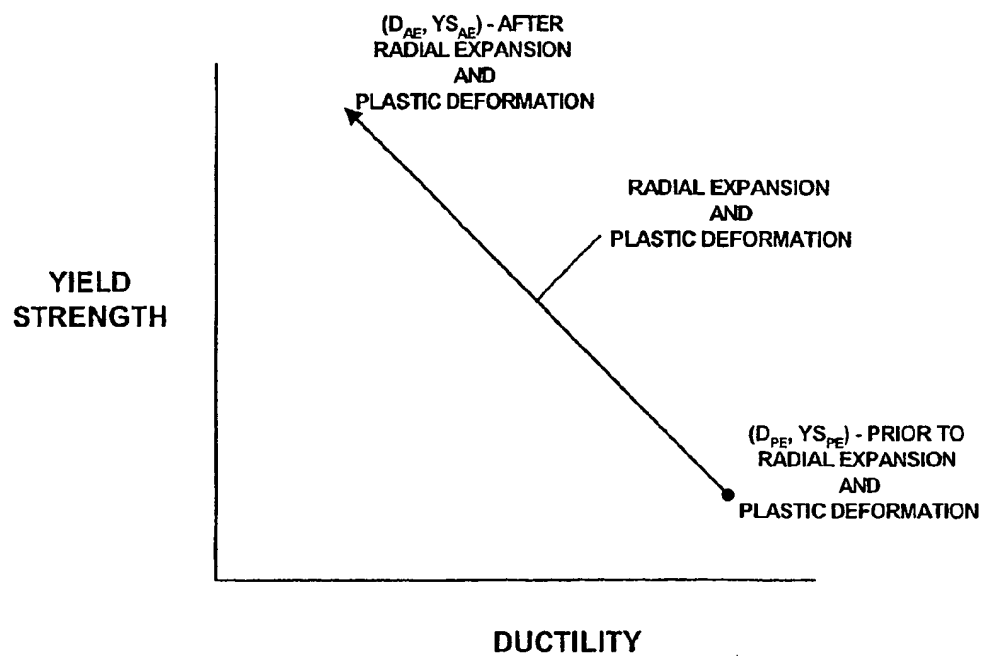 (D_AE, YS_AE) - AFTER
RADIAL EXPANSION
AND
PLASTIC DEFORMATION
RADIAL EXPANSION
AND
PLASTIC DEFORMATION
YIELD
STRENGTH
(D_PE, YS_PE) - PRIOR TO
RADIAL EXPANSION
AND
PLASTIC DEFORMATION
DUCTILITY